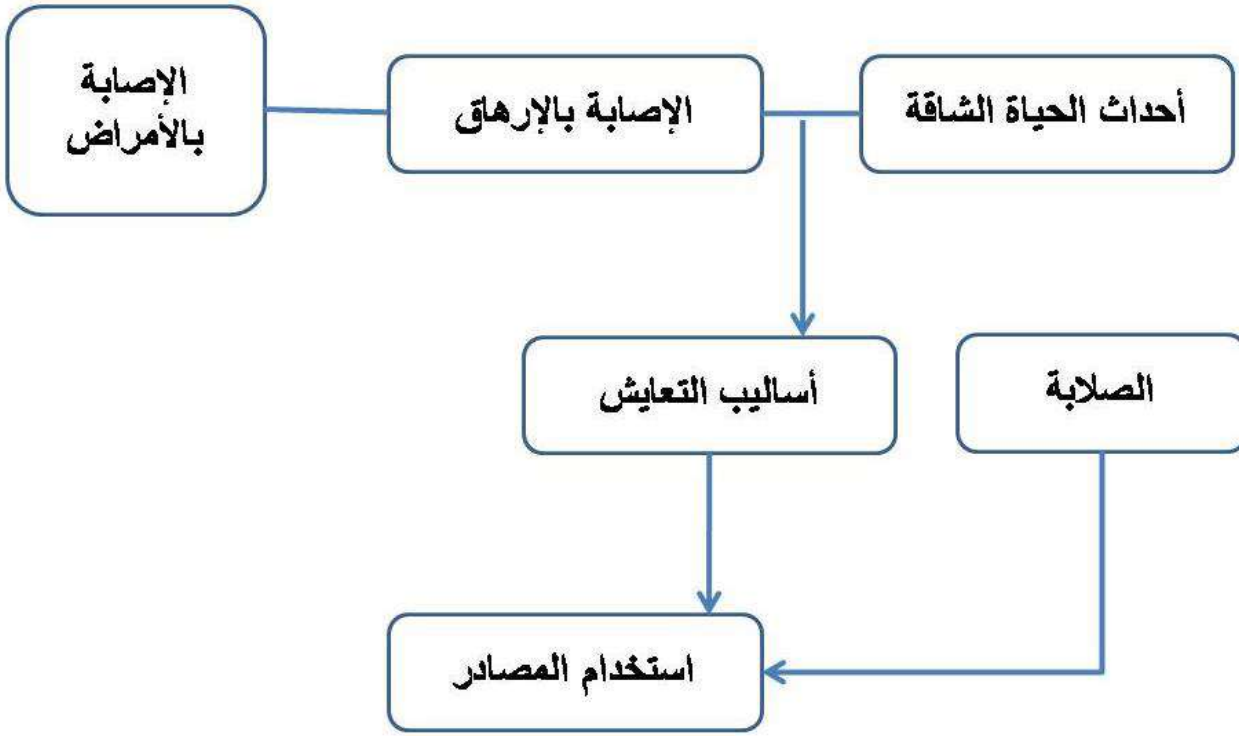 أحداث الحياة الشاقة
الإصابة بالإرهاق
الإصابة
بالأمراض
الصلابة
أساليب التعايش
استخدام المصادر